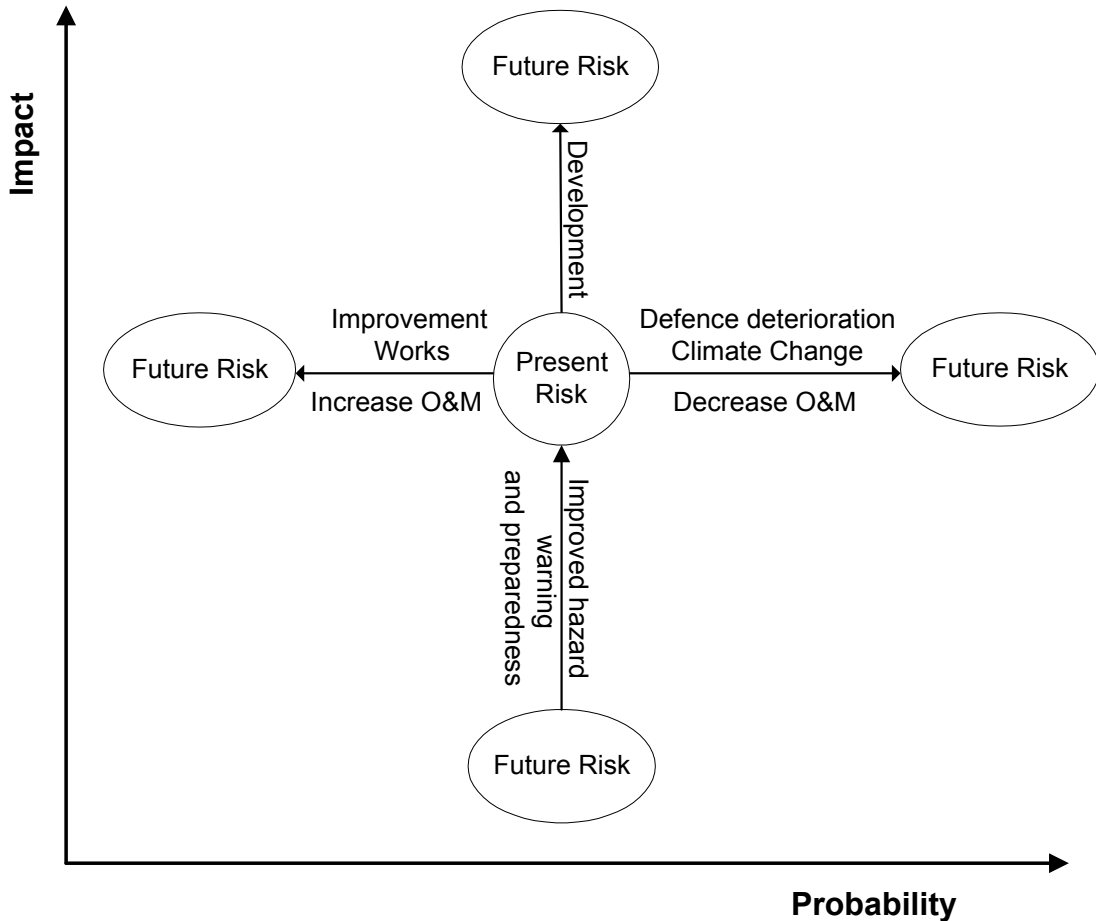 Impact
Future Risk
Development
Improvement
Works
Increase O&M
Future Risk
Present
Risk
Defence deterioration
Climate Change
Decrease O&M
Future Risk
Improved hazard
warning
and preparedness
Future Risk
Probability